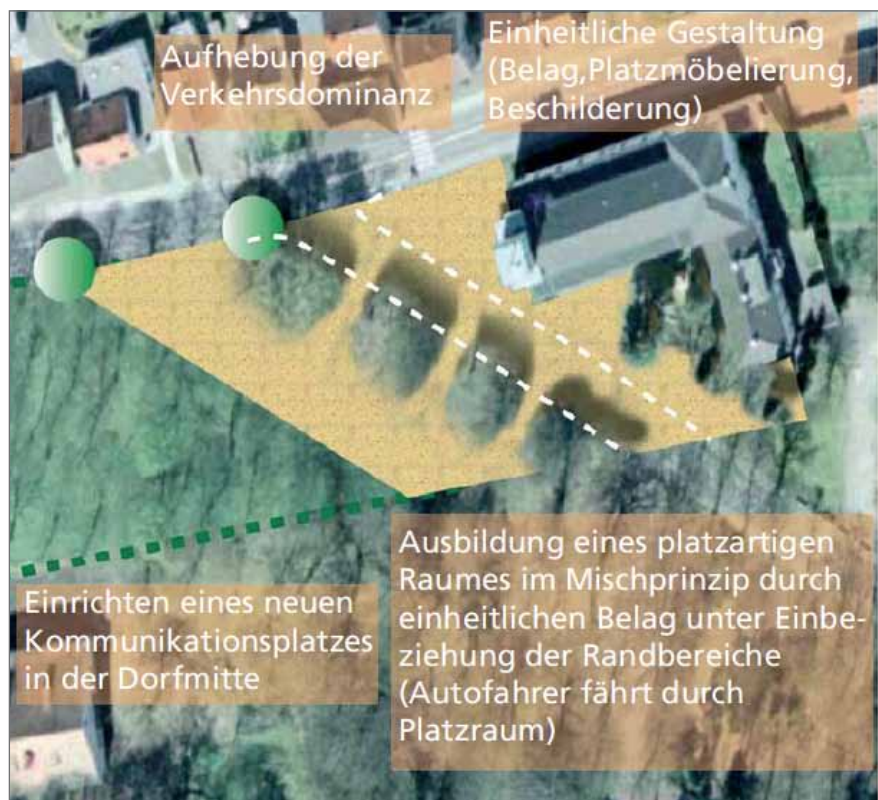 Aufhebung der
Verkehrsdominanz
Einheitliche Gestaltung
(Belag,Platzmöbelierung,
Beschilderung)
Einrichten eines neuen
Kommunikationsplatzes
in der Dorfmitte
Ausbildung eines platzartigen
Raumes im Mischprinzip durch
einheitlichen Belag unter Einbe-
ziehung der Randbereiche
(Autofahrer fährt durch
Platzraum)